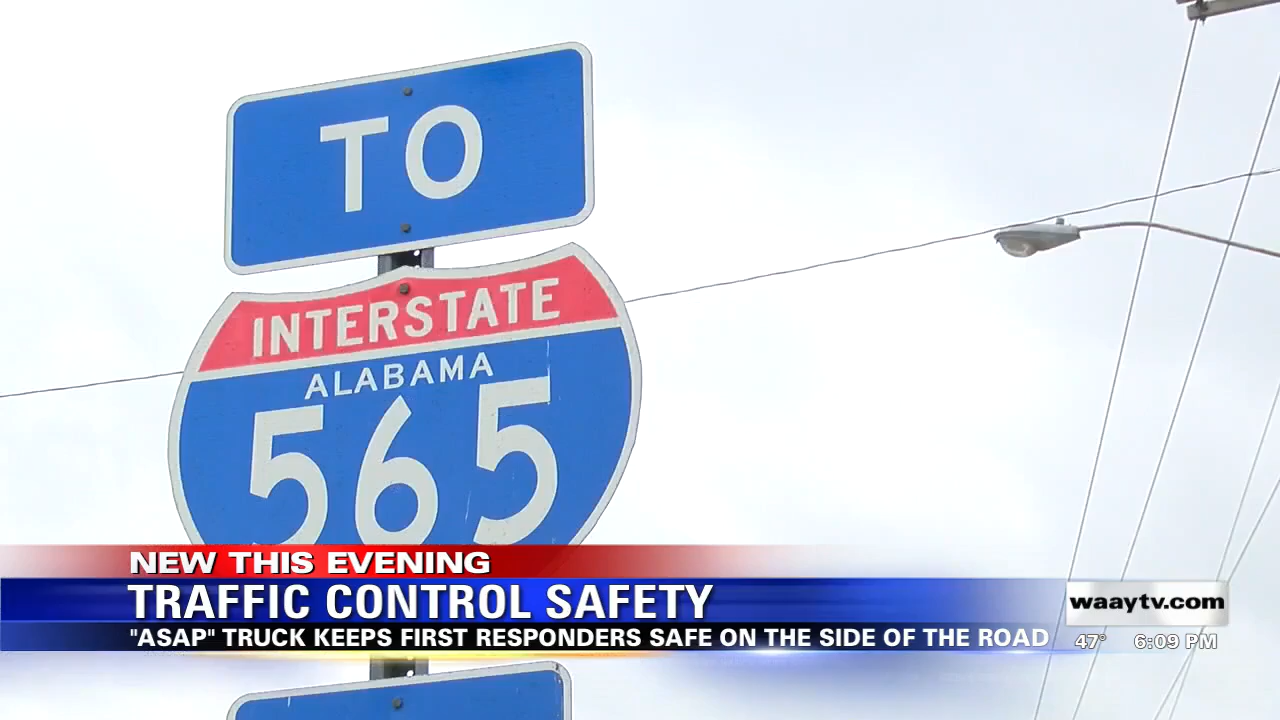 TO
INTERSTATE
ALABAMA
565
NEW THIS EVENING
TRAFFIC CONTROL SAFETY
"ASAP" TRUCK KEEPS FIRST RESPONDERS SAFE ON THE SIDE OF THE ROAD
waaytv.com
47° 6:09 PM